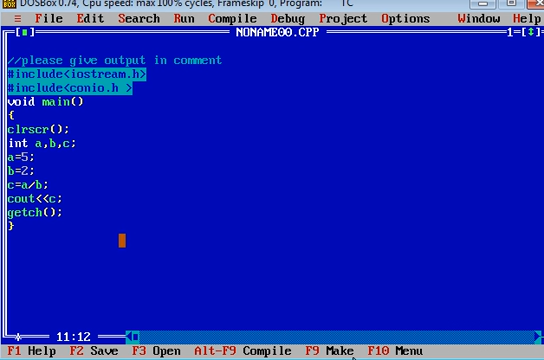 DOSBox 0.74, Cpu speed: max 100% cycles, Frameskip 0, Program: TC
≡ File Edit Search Run Compile Debug Project Options Window Help
[■] NONAME00.CPP 1=[↕]
//please give output in comment
#include<iostream.h>
#include<conio.h >
void main()
{
clrscr();
int a,b,c;
a=5;
b=2;
c=a/b;
cout<<c;
getch();
}
* 11:12
F1 Help F2 Save F3 Open Alt-F9 Compile F9 Make F10 Menu